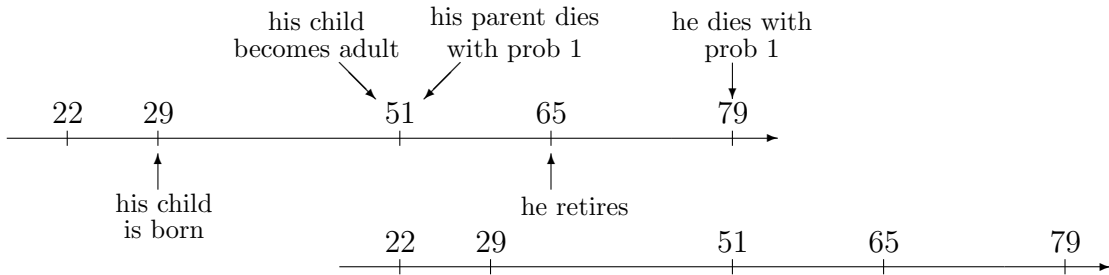 his child
becomes adult
his parent dies
with prob 1
he dies with
prob 1
22 29 51 65 79
his child
is born
he retires
22 29 51 65 79